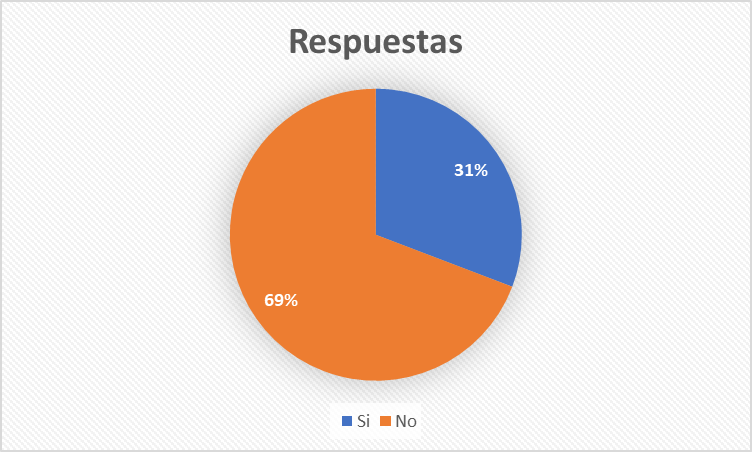 Respuestas
31%
69%
Si No